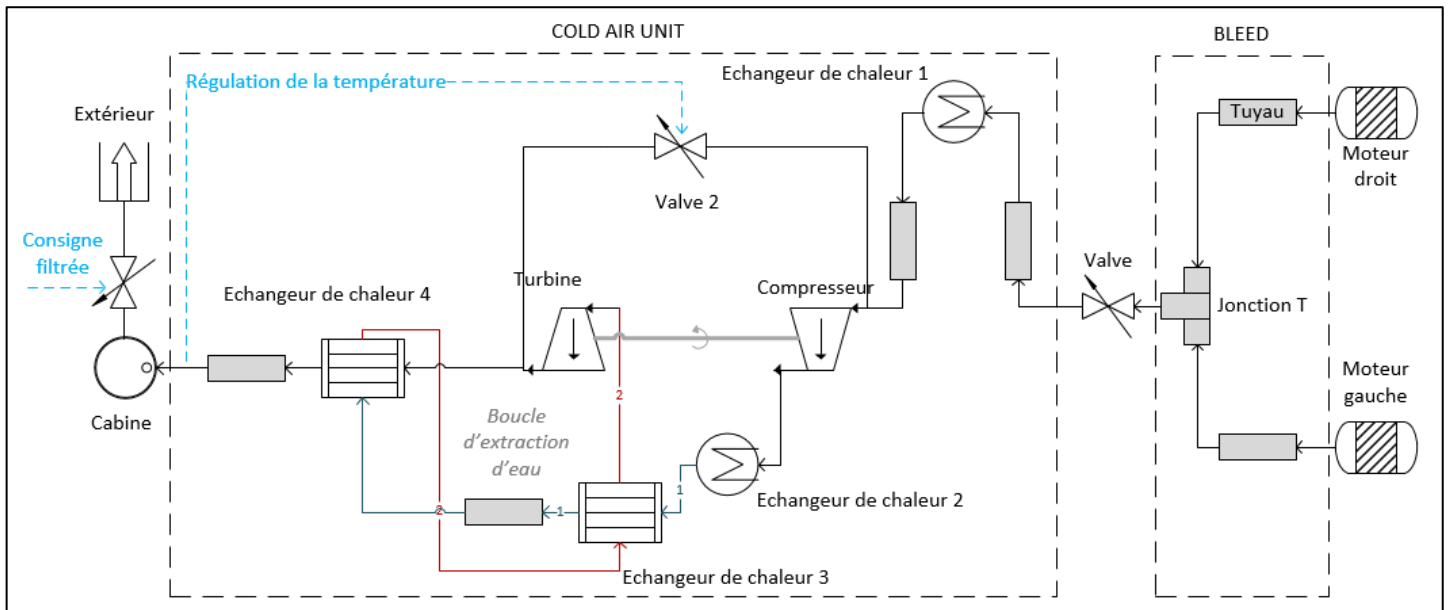 COLD AIR UNIT
BLEED
Régulation de la température
Echangeur de chaleur 1
Extérieur
Tuyau
Moteur
droit
Valve 2
Consigne
filtrée
Valve
Turbine
Compresseur
Echangeur de chaleur 4
Jonction T
2
Moteur
gauche
Cabine
Boucle
d'extraction
d'eau
1
Echangeur de chaleur 2
2
1
Echangeur de chaleur 3